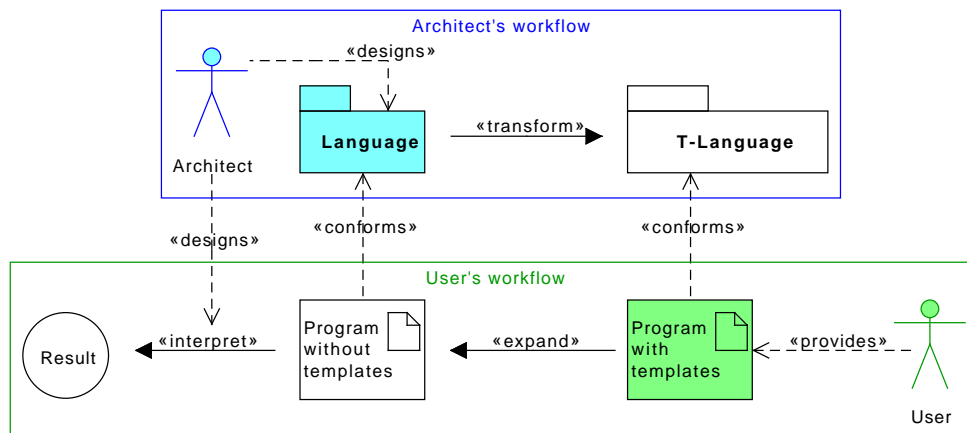 Architect's workflow
«designs»
Language
«transform»
T-Language
Architect
«designs»
«conforms»
«conforms»
User's workflow
Result
«interpret»
Program
without
templates
«expand»
Program
with
templates
«provides»
User